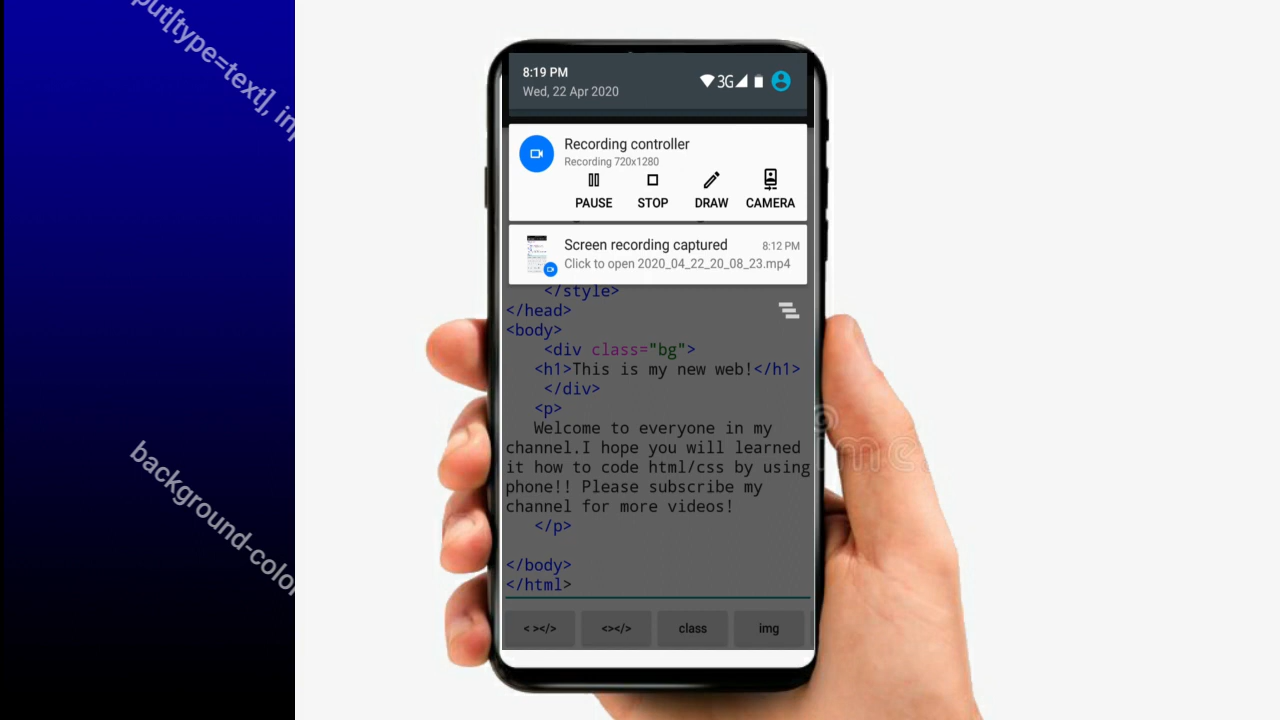 put[type=text], inp
background-color
8:19 PM
Wed, 22 Apr 2020
3G
Recording controller
Recording 720x1280
PAUSE STOP DRAW CAMERA
Screen recording captured 8:12 PM
Click to open 2020_04_22_20_08_23.mp4
</style>
</head>
<body>
<div class="bg">
<h1>This is my new web!</h1>
</div>
<p>
Welcome to everyone in my
channel.I hope you will learned
it how to code html/css by using
phone!! Please subscribe my
channel for more videos!
</p>
</body>
</html>
< ></> <></> class img